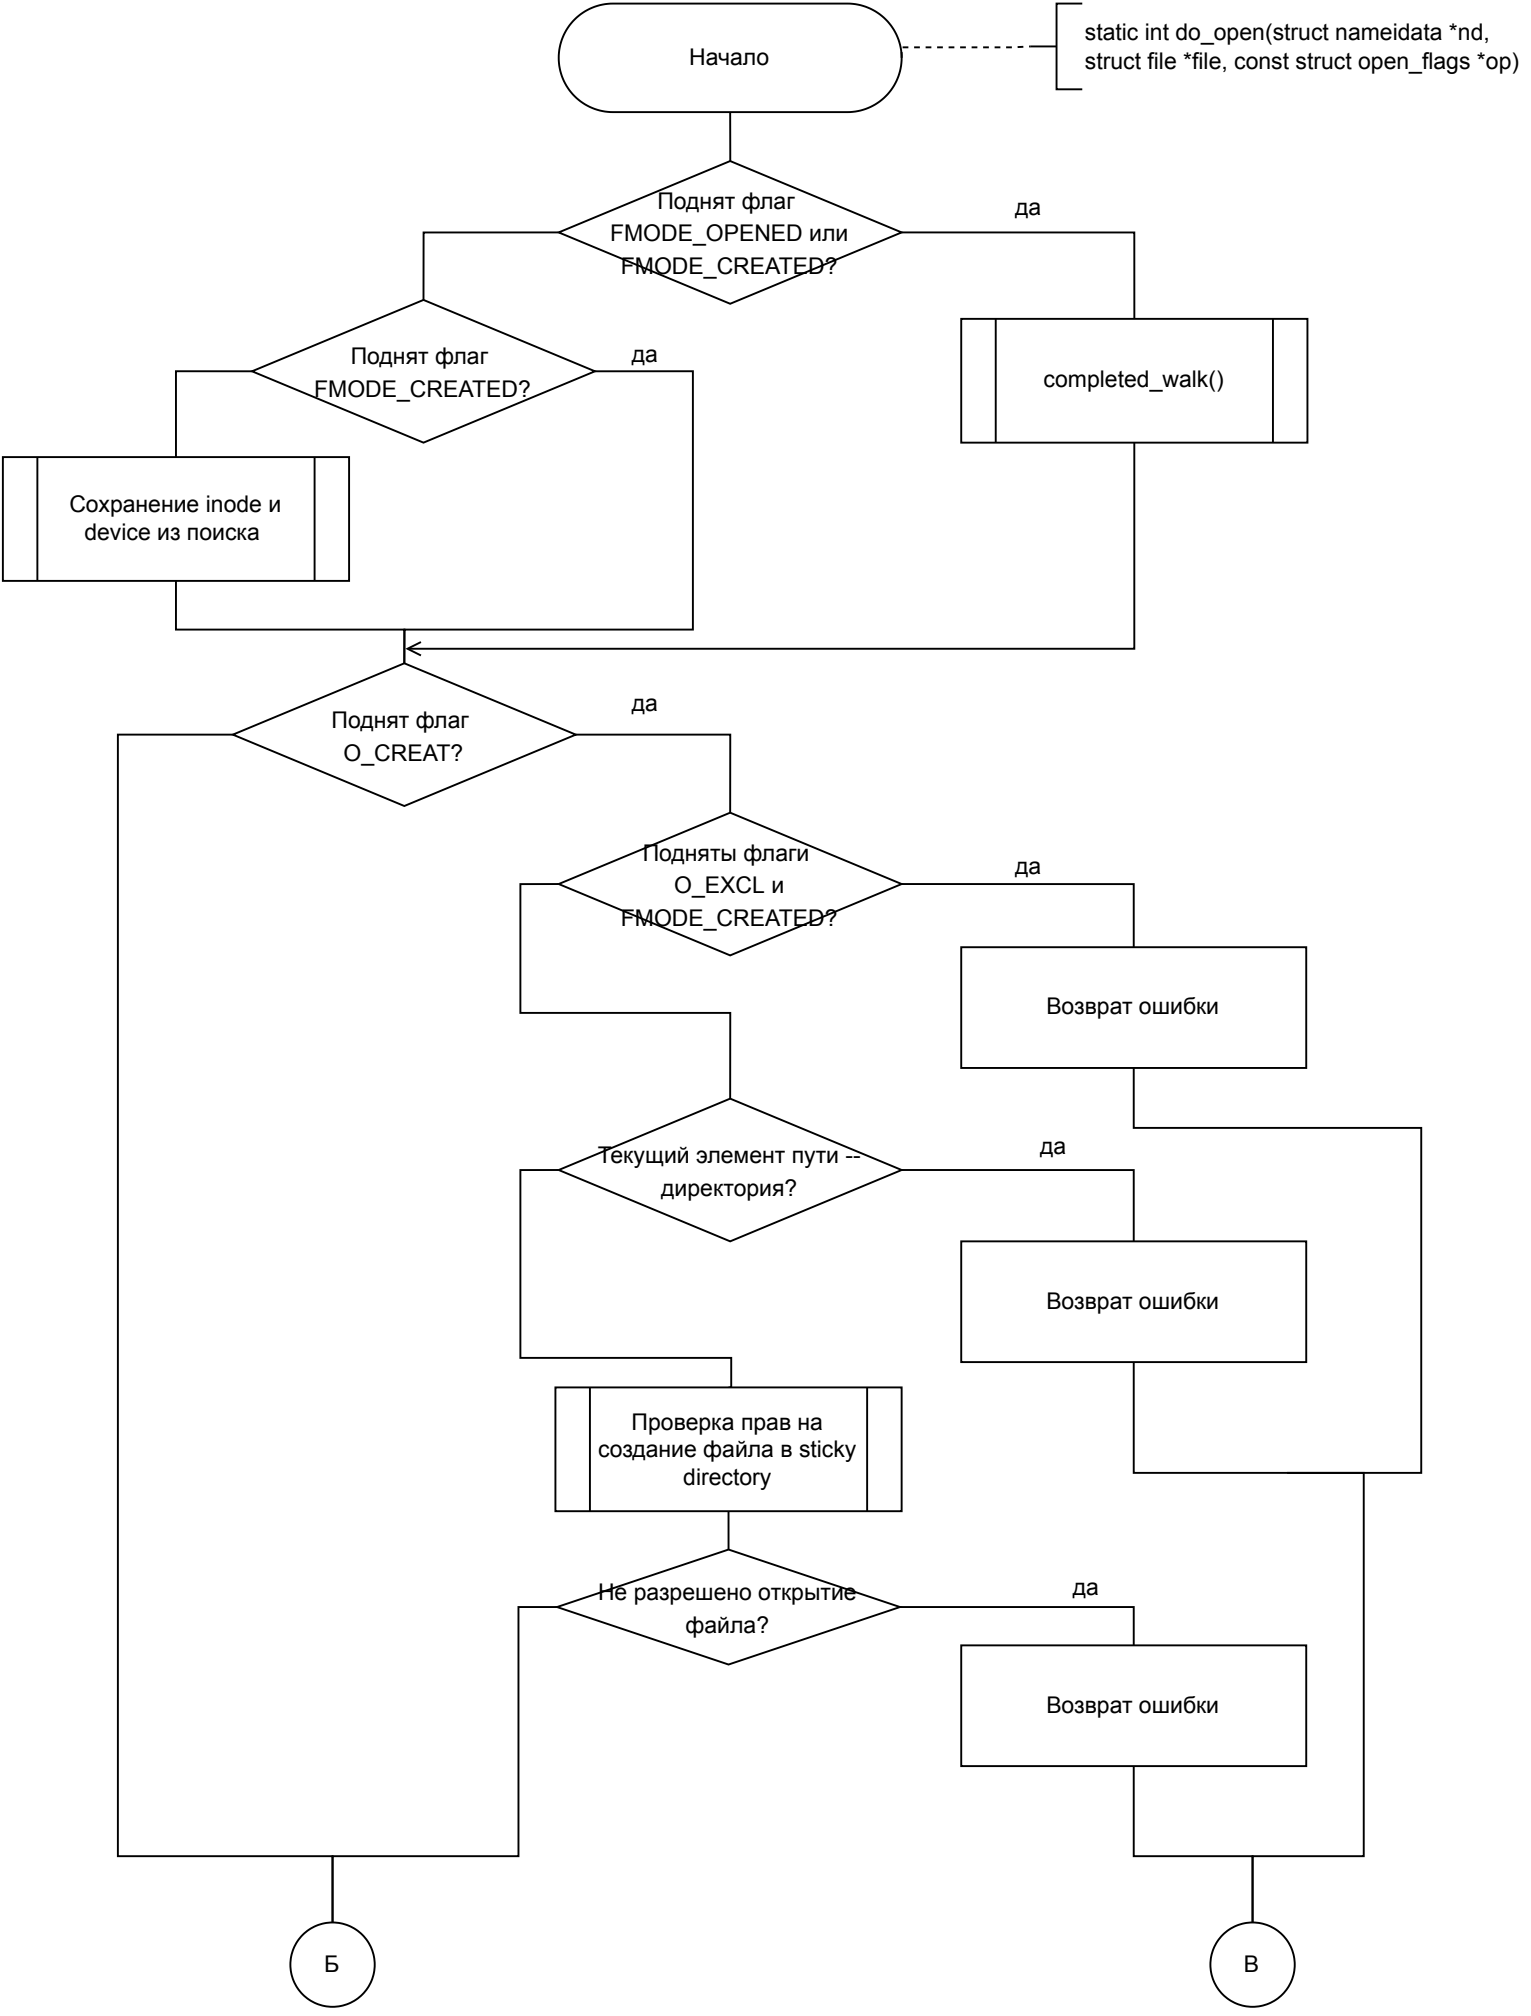 Начало
static int do_open(struct nameidata *nd,
struct file *file, const struct open_flags *op)
Поднят флаг
FMODE_OPENED или
FMODE_CREATED?
да
Поднят флаг
FMODE_CREATED?
да
completed_walk()
Сохранение inode и
device из поиска
Поднят флаг
O_CREAT?
да
Подняты флаги
O_EXCL и
FMODE_CREATED?
да
Возврат ошибки
Текущий элемент пути --
директория?
да
Возврат ошибки
Проверка прав на
создание файла в sticky
directory
Не разрешено открытие
файла?
да
Возврат ошибки
Б
В